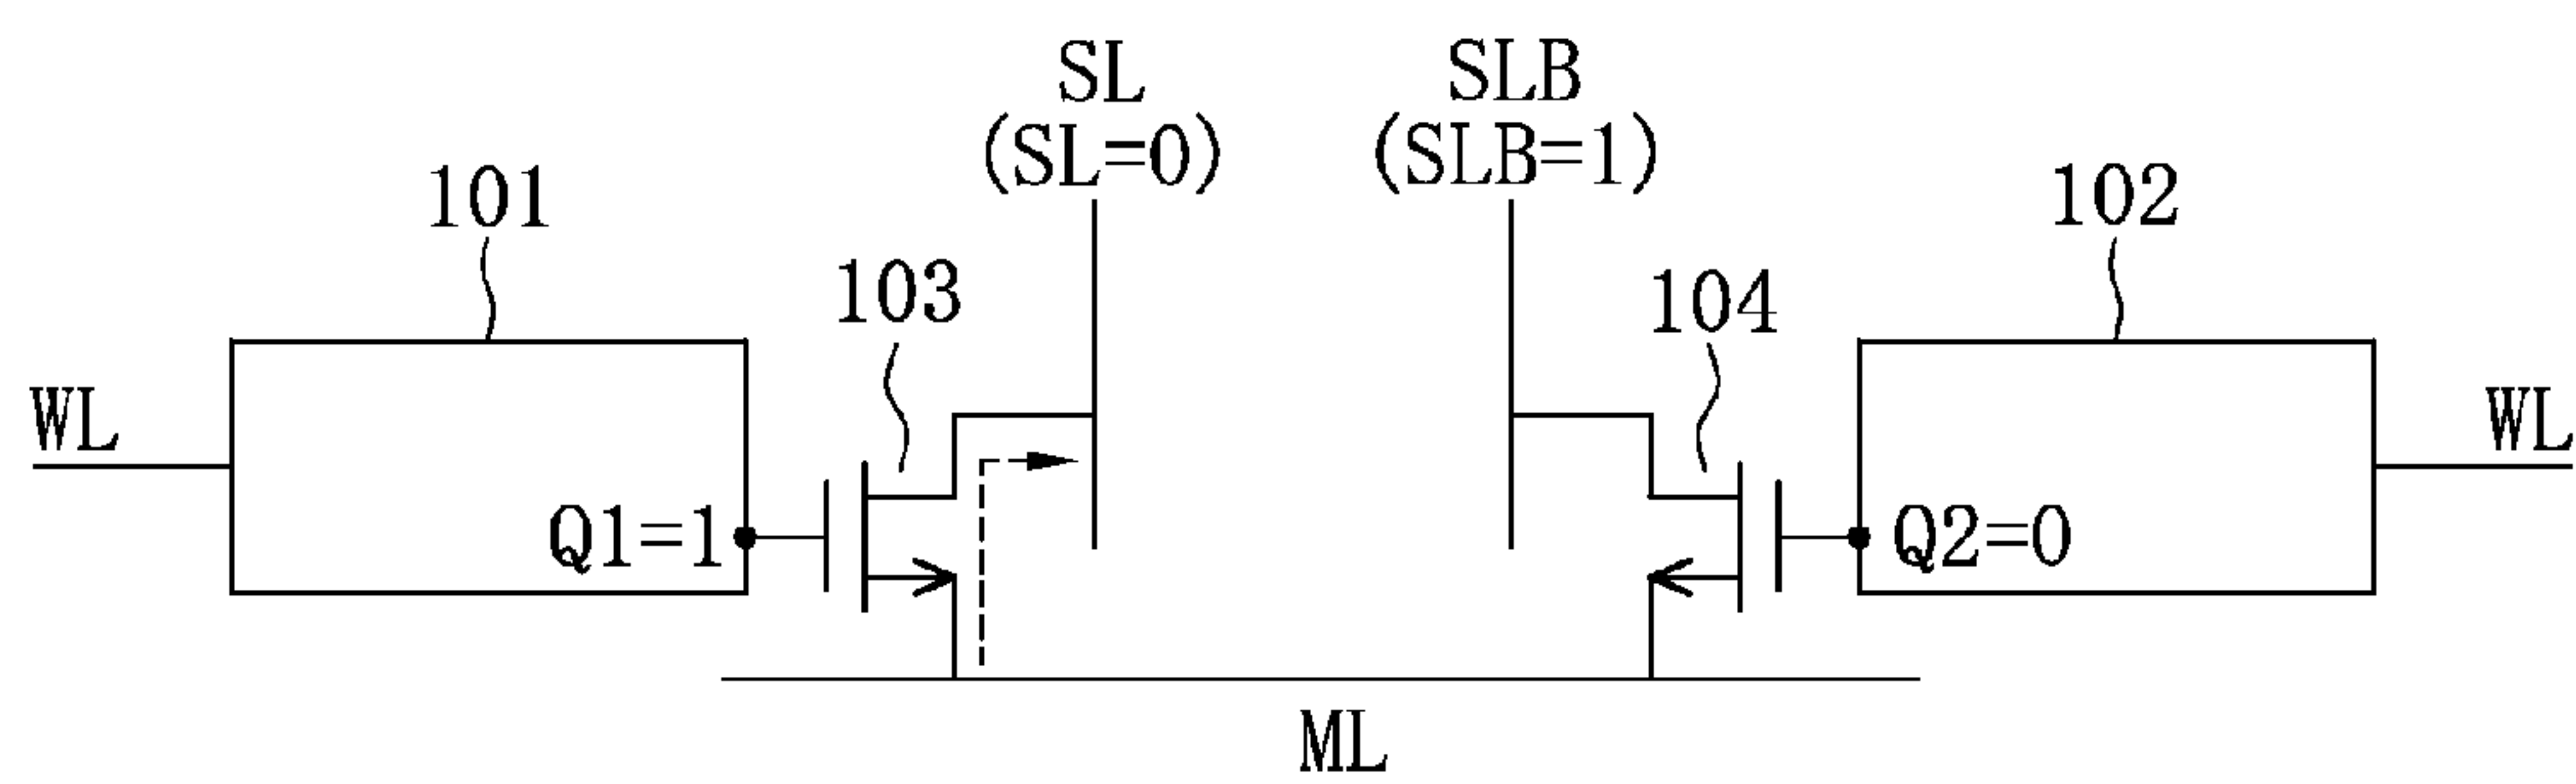 SL
(SL=0)
SLB
(SLB=1)
101
102
103
104
WL
WL
Q1=1
Q2=0
ML